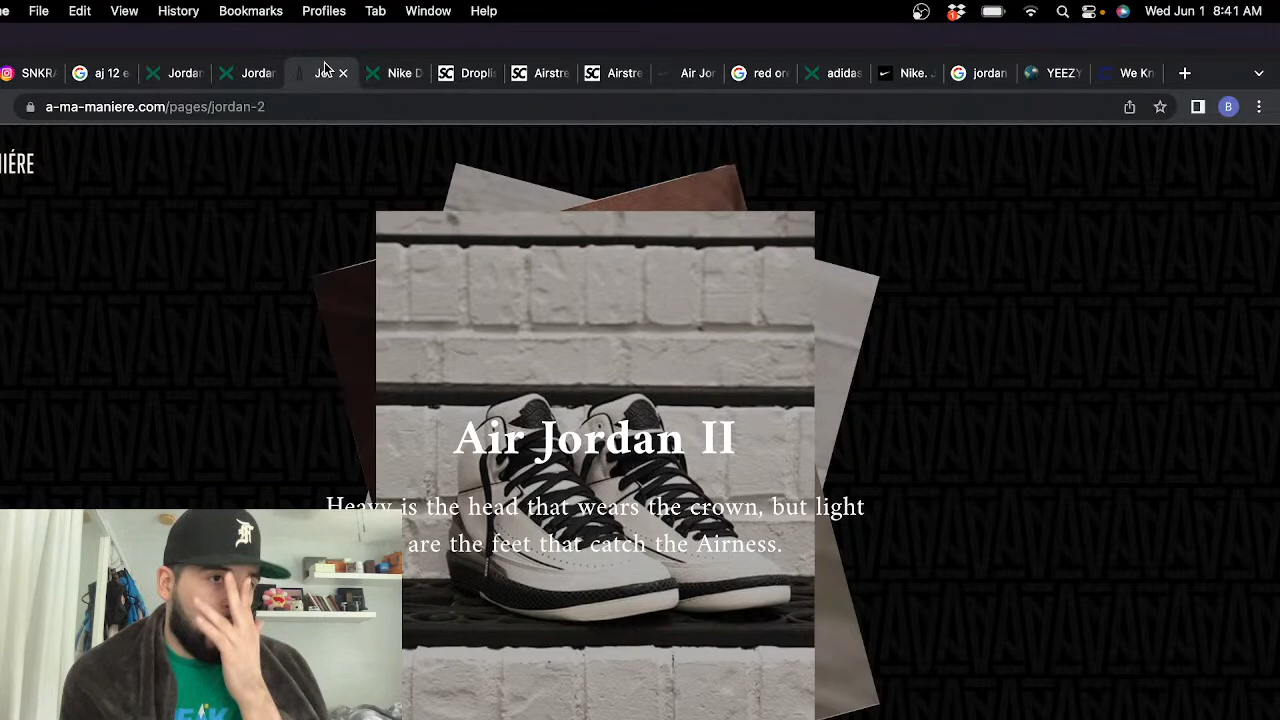 File Edit View History Bookmarks Profiles Tab Window Help Wed Jun 1 8:41 AM
SNKR aj 12 e Jordan Jordan Jo Nike D Dropli Airstre Airstre Air Jor red or adidas Nike. J jordan YEEZY We Kn
a-ma-maniere.com/pages/jordan-2 B
NIÉRE
Air Jordan II
Heavy is the head that wears the crown, but light
are the feet that catch the Airness.